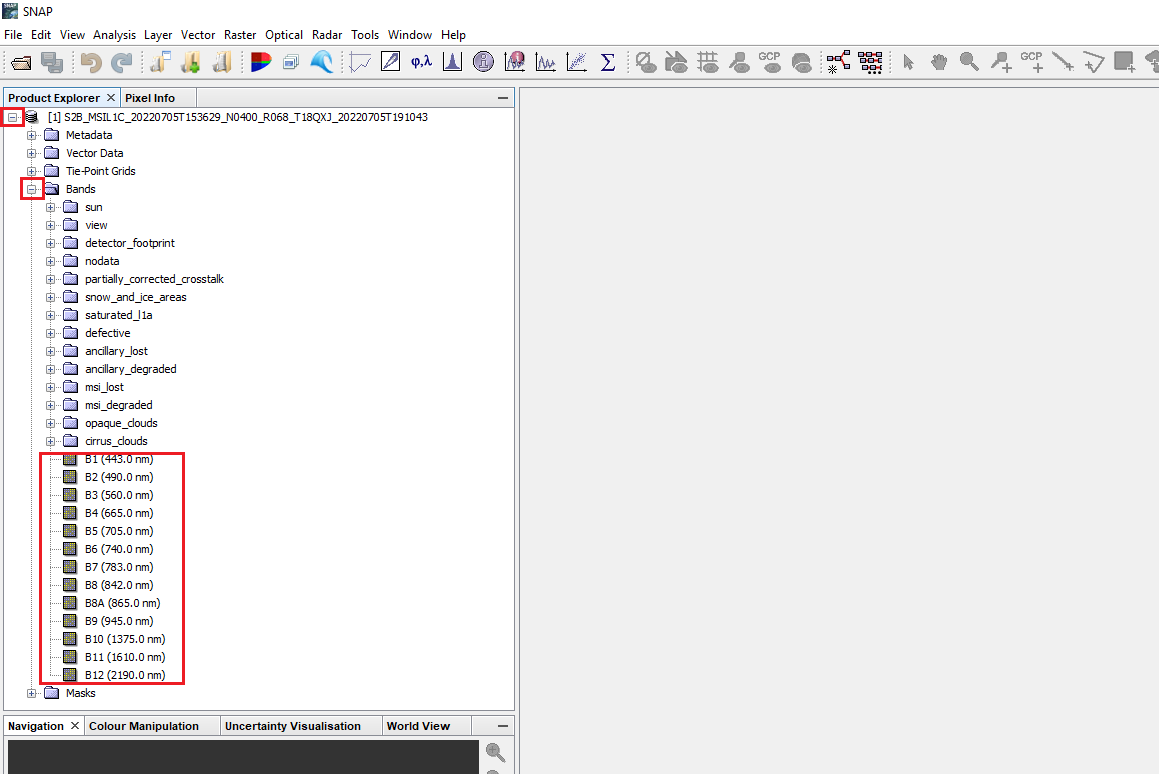 SNAP
SNAP
File Edit View Analysis Layer Vector Raster Optical Radar Tools Window Help
φ,λ Σ GCP GCP
Product Explorer × Pixel Info
[1] S2B_MSIL1C_20220705T153629_N0400_R068_T18QXJ_20220705T191043
Metadata
Vector Data
Tie-Point Grids
Bands
sun
view
detector_footprint
nodata
partially_corrected_crosstalk
snow_and_ice_areas
saturated_l1a
defective
ancillary_lost
ancillary_degraded
msi_lost
msi_degraded
opaque_clouds
cirrus_clouds
B1 (443.0 nm)
B2 (490.0 nm)
B3 (560.0 nm)
B4 (665.0 nm)
B5 (705.0 nm)
B6 (740.0 nm)
B7 (783.0 nm)
B8 (842.0 nm)
B8A (865.0 nm)
B9 (945.0 nm)
B10 (1375.0 nm)
B11 (1610.0 nm)
B12 (2190.0 nm)
Masks
Navigation × Colour Manipulation Uncertainty Visualisation World View